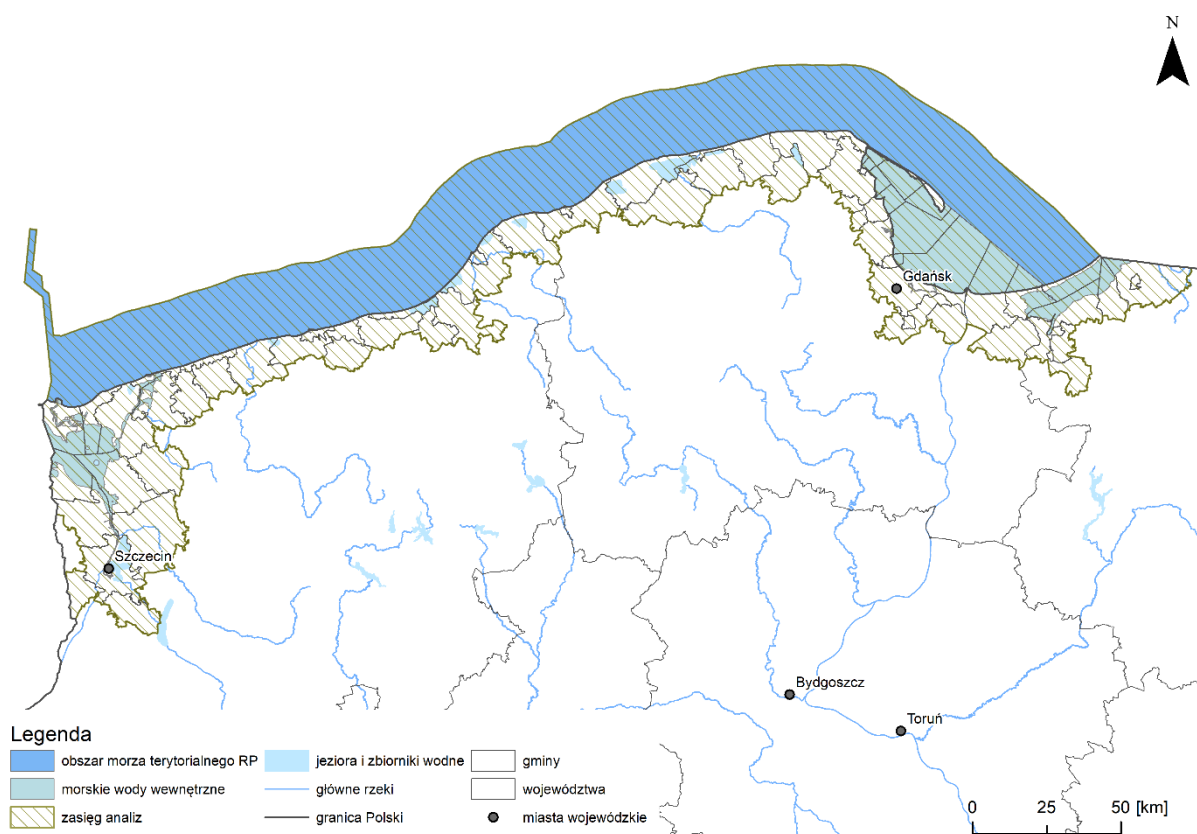 N
Gdańsk
Szczecin
Bydgoszcz
Toruń
Legenda
obszar morza terytorialnego RP
jeziora i zbiorniki wodne
gminy
morskie wody wewnętrzne
główne rzeki
województwa
zasięg analiz
granica Polski
miasta wojewódzkie
0 25 50 [km]